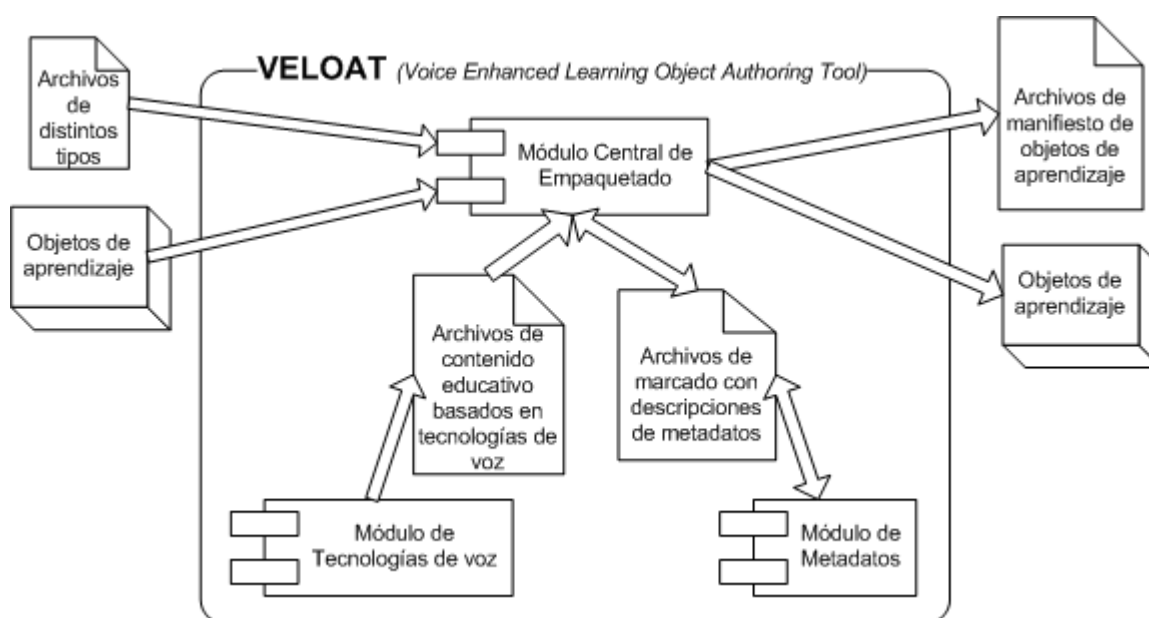 VELOAT (Voice Enhanced Learning Object Authoring Tool)
Archivos
de
distintos
tipos
Objetos de
aprendizaje
Módulo Central de
Empaquetado
Archivos de
manifiesto de
objetos de
aprendizaje
Objetos de
aprendizaje
Archivos de
contenido
educativo
basados en
tecnologías de
voz
Archivos de
marcado con
descripciones
de metadatos
Módulo de
Tecnologías de voz
Módulo de
Metadatos